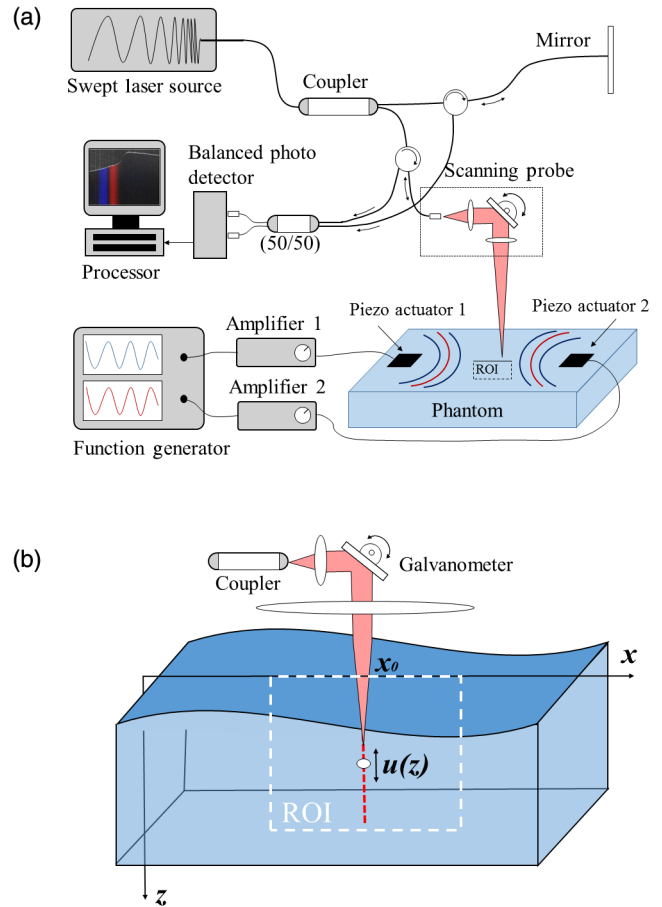 (a)
Swept laser source
Coupler
Mirror
Balanced photo
detector
Scanning probe
(50/50)
Processor
Piezo actuator 1
Piezo actuator 2
Amplifier 1
ROI
Amplifier 2
Phantom
Function generator
(b)
Coupler
Galvanometer
x₀
x
u(z)
ROI
z